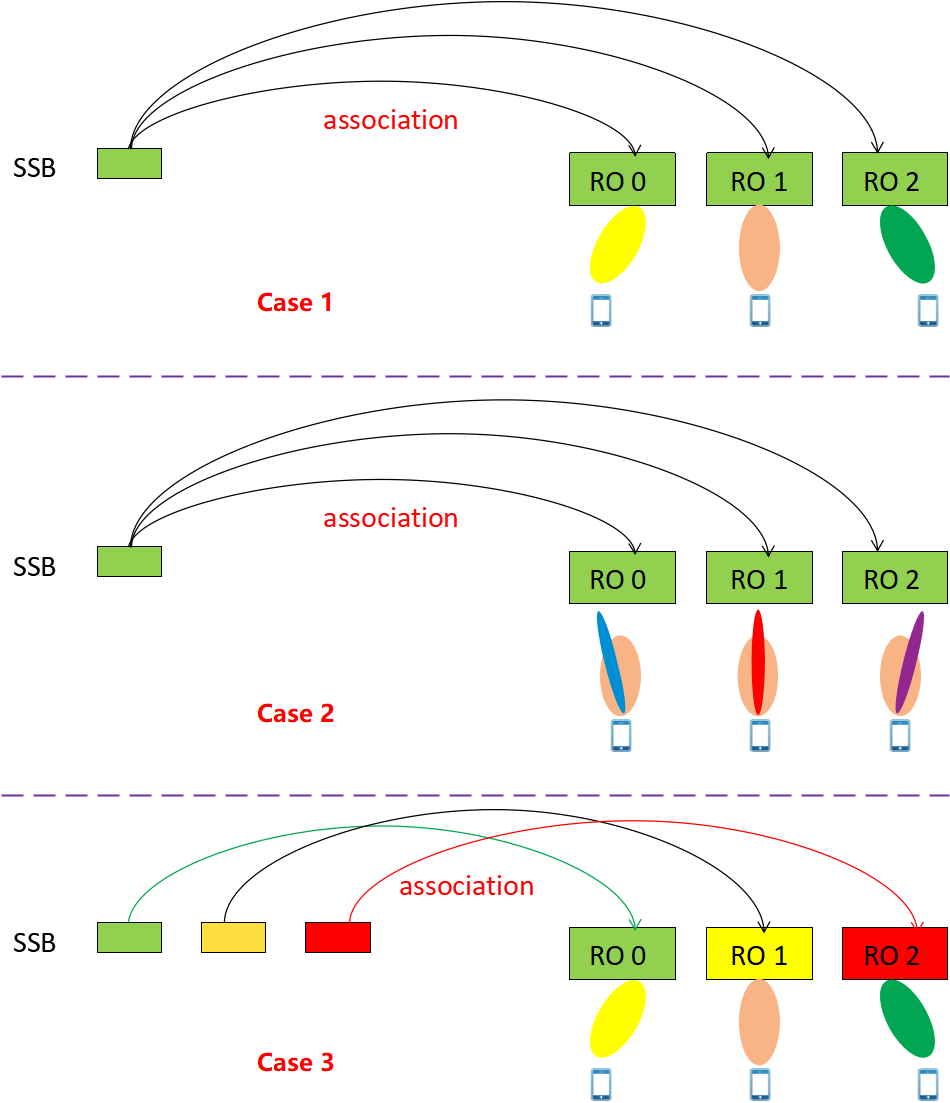 association
SSB
RO 0
RO 1
RO 2
Case 1
association
SSB
RO 0
RO 1
RO 2
Case 2
association
SSB
RO 0
RO 1
RO 2
Case 3